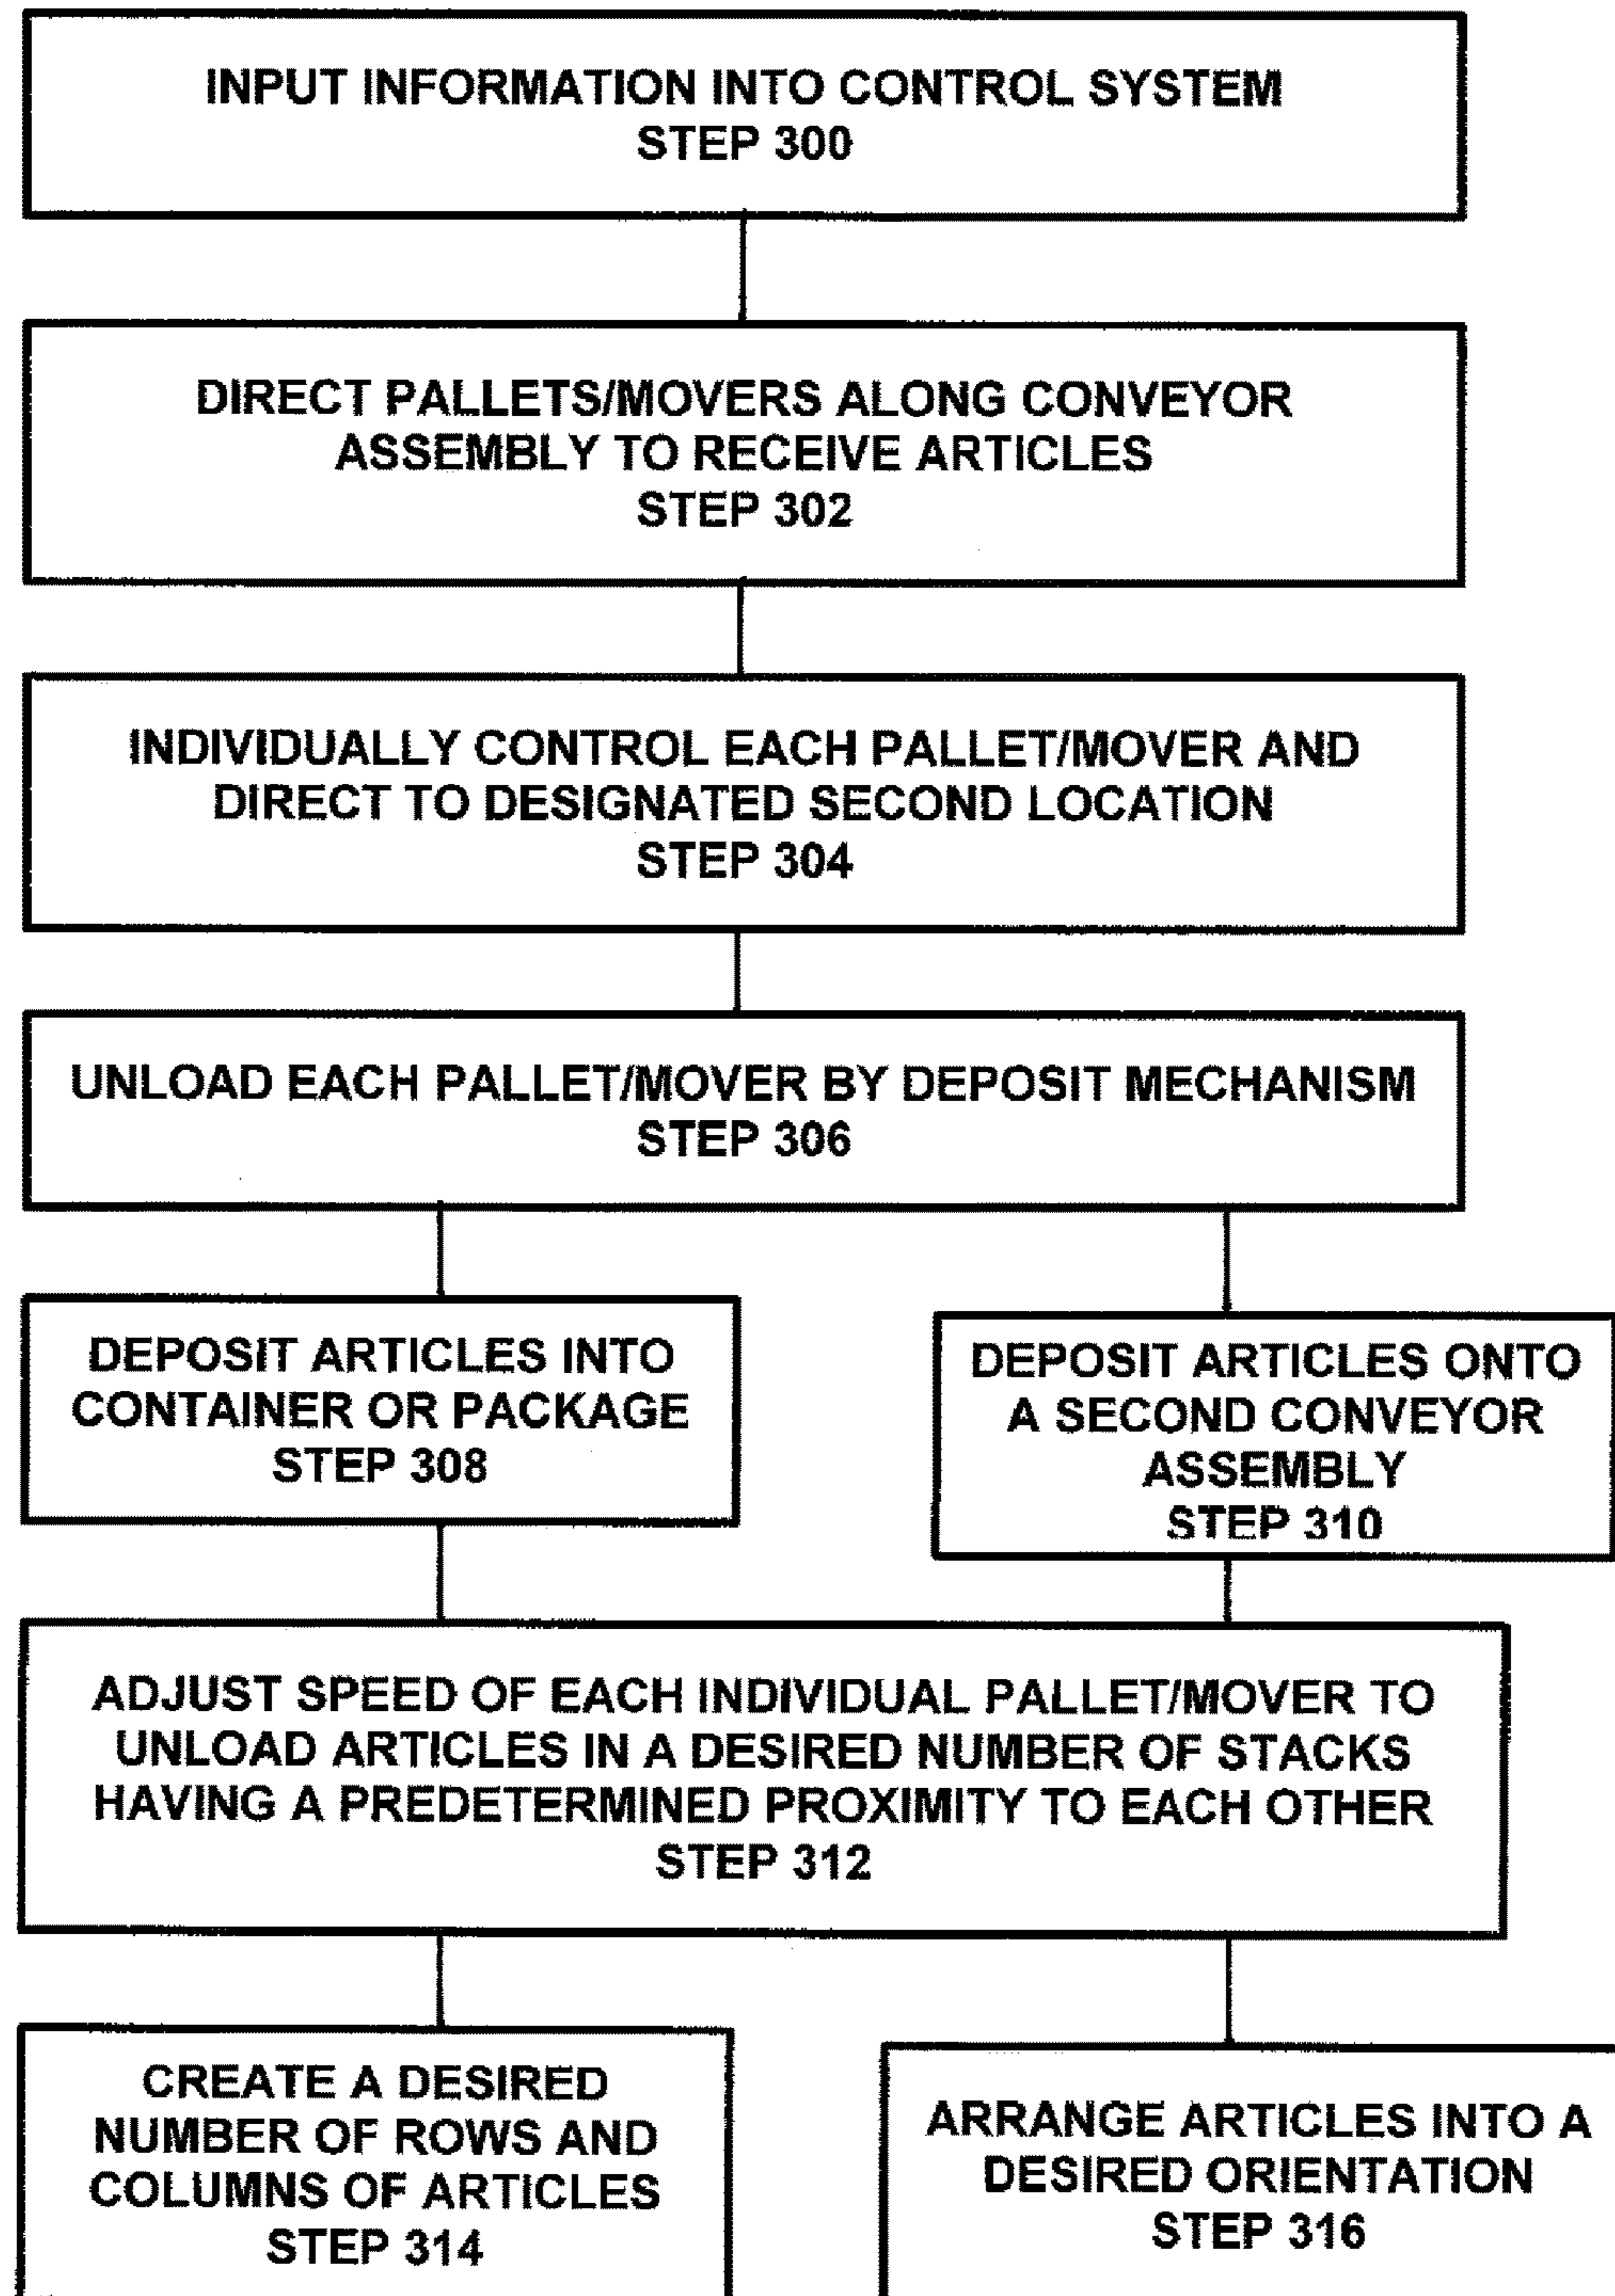 INPUT INFORMATION INTO CONTROL SYSTEM
STEP 300
DIRECT PALLETS/MOVERS ALONG CONVEYOR
ASSEMBLY TO RECEIVE ARTICLES
STEP 302
INDIVIDUALLY CONTROL EACH PALLET/MOVER AND
DIRECT TO DESIGNATED SECOND LOCATION
STEP 304
UNLOAD EACH PALLET/MOVER BY DEPOSIT MECHANISM
STEP 306
DEPOSIT ARTICLES INTO
CONTAINER OR PACKAGE
STEP 308
DEPOSIT ARTICLES ONTO
A SECOND CONVEYOR
ASSEMBLY
STEP 310
ADJUST SPEED OF EACH INDIVIDUAL PALLET/MOVER TO
UNLOAD ARTICLES IN A DESIRED NUMBER OF STACKS
HAVING A PREDETERMINED PROXIMITY TO EACH OTHER
STEP 312
CREATE A DESIRED
NUMBER OF ROWS AND
COLUMNS OF ARTICLES
STEP 314
ARRANGE ARTICLES INTO A
DESIRED ORIENTATION
STEP 316